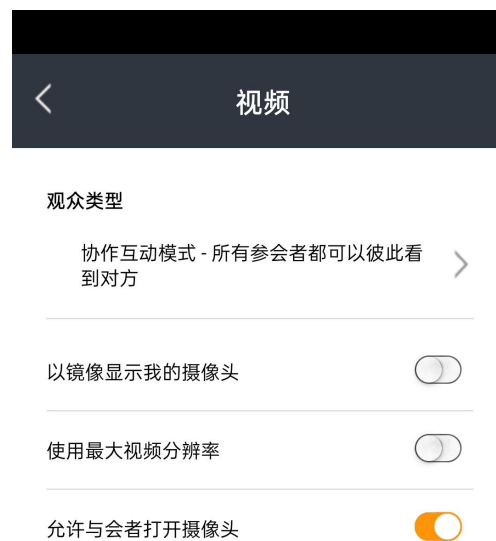 视频
观众类型
协作互动模式 - 所有参会者都可以彼此看
到对方
以镜像显示我的摄像头
使用最大视频分辨率
允许与会者打开摄像头